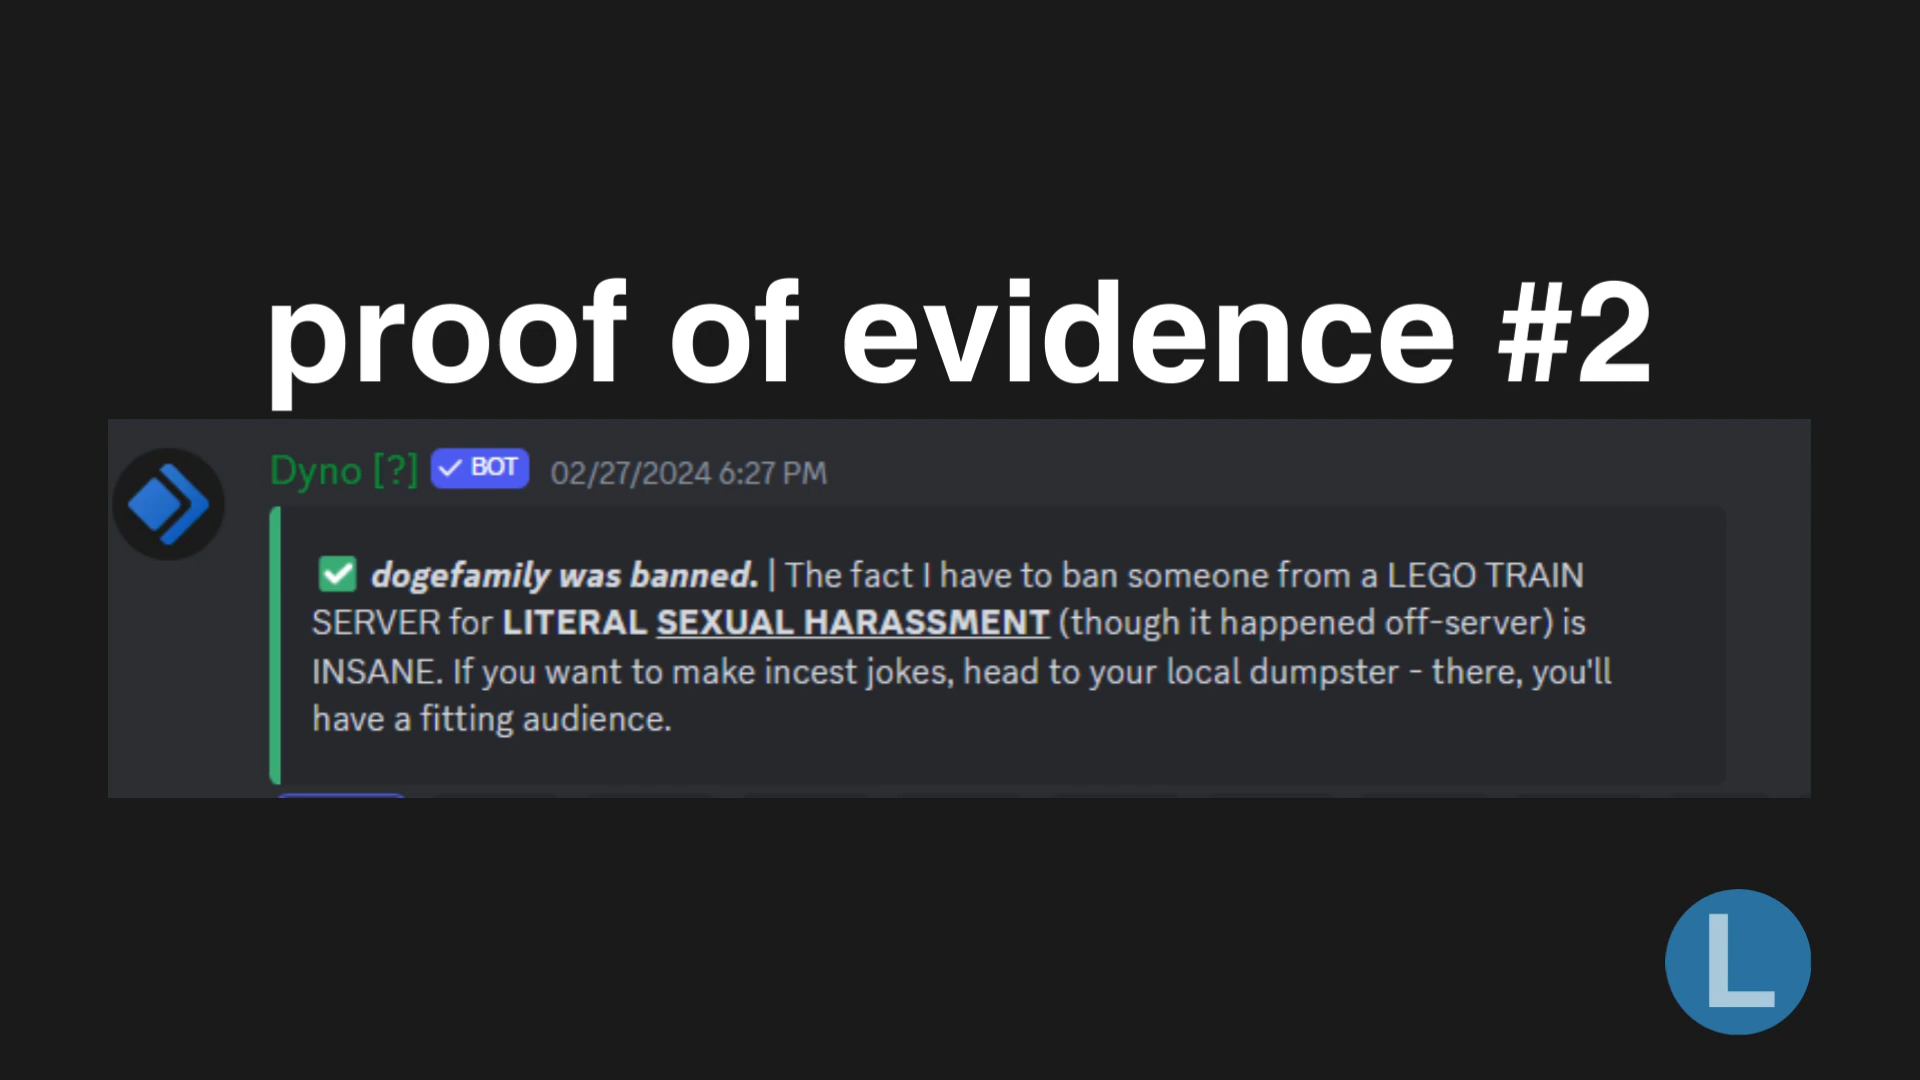 proof of evidence #2
Dyno [?] ✓ BOT 02/27/2024 6:27 PM
✅ dogefamily was banned. | The fact I have to ban someone from a LEGO TRAIN
SERVER for LITERAL SEXUAL HARASSMENT (though it happened off-server) is
INSANE. If you want to make incest jokes, head to your local dumpster - there, you'll
have a fitting audience.
L